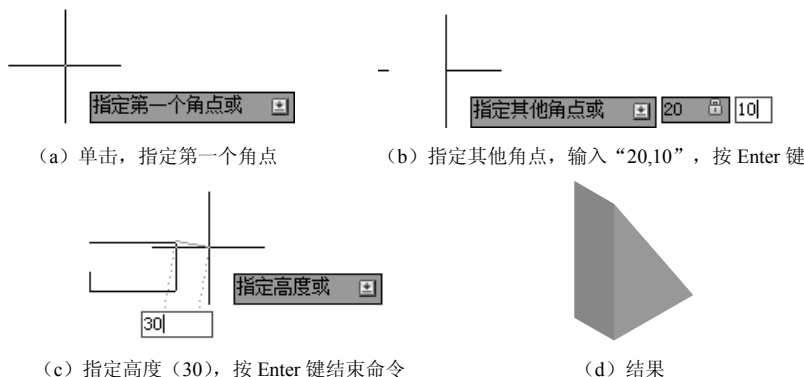 指定第一个角点或
指定其他角点或 20 10
（a）单击，指定第一个角点
（b）指定其他角点，输入“20,10”，按 Enter 键
指定高度或
30
（c）指定高度（30），按 Enter 键结束命令
（d）结果